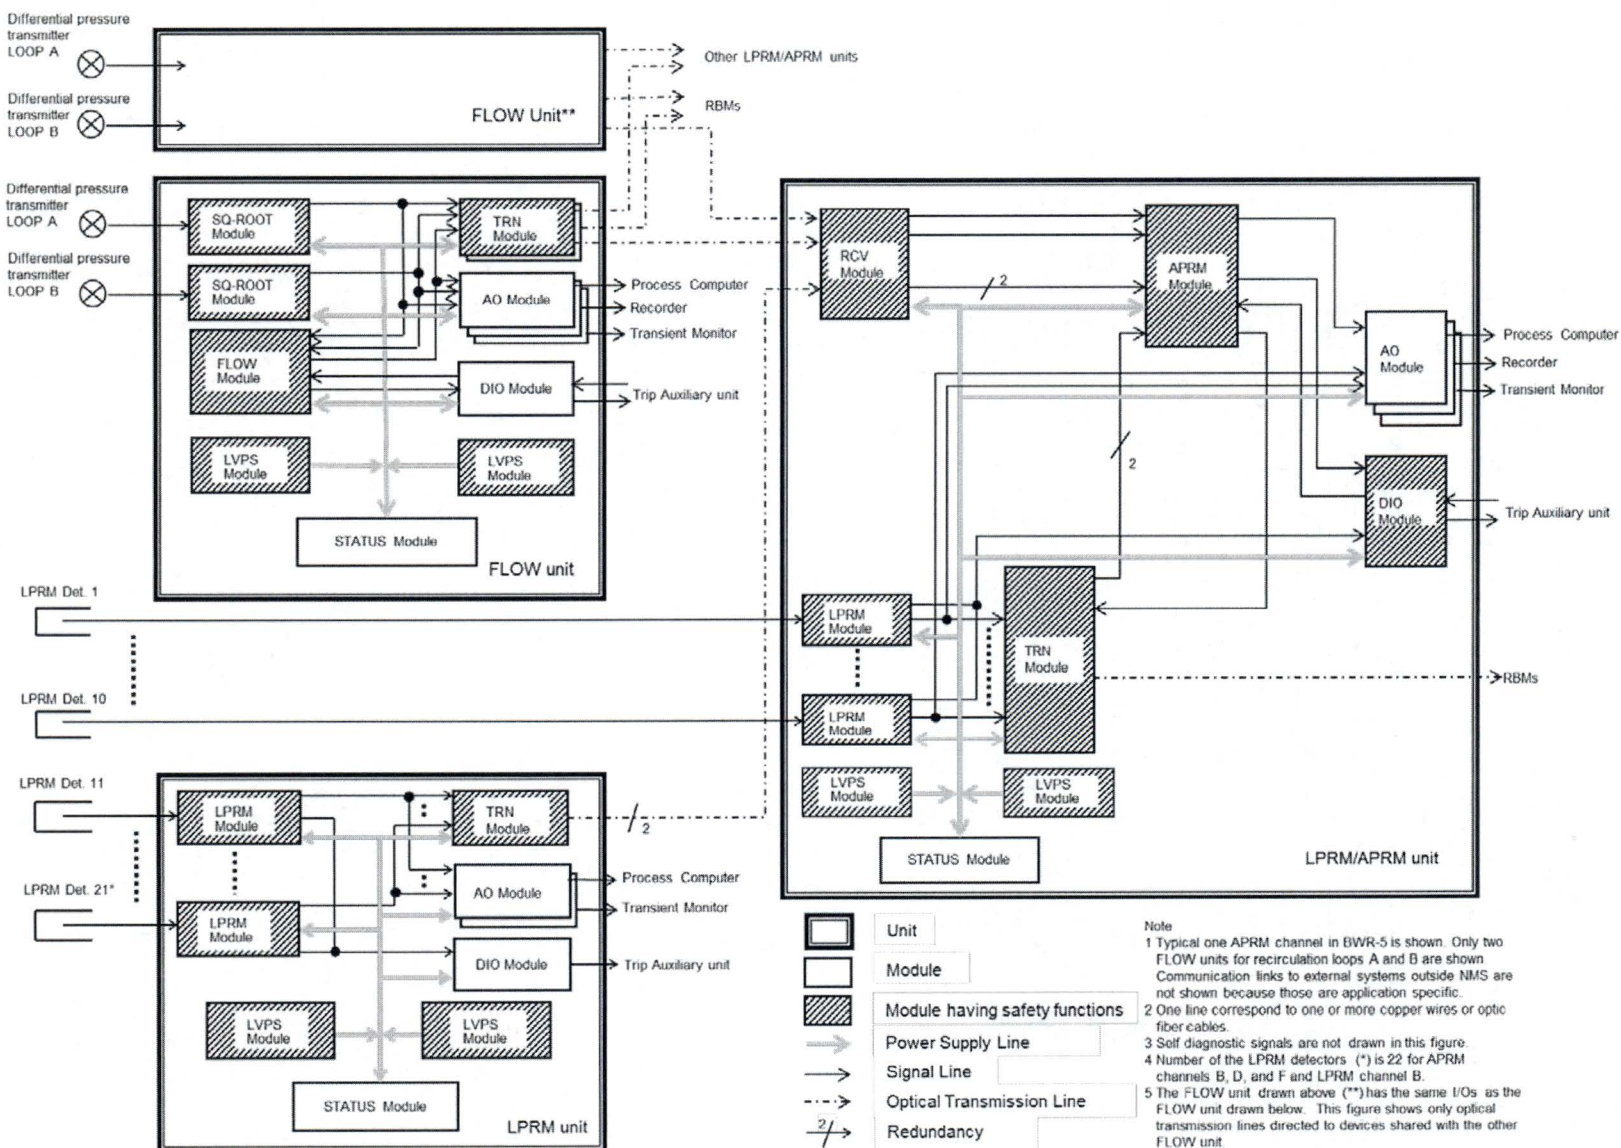 Differential pressure
transmitter
LOOP A
Differential pressure
transmitter
LOOP B
FLOW Unit**
Other LPRM/APRM units
RBMs
Differential pressure
transmitter
LOOP A
Differential pressure
transmitter
LOOP B
SQ-ROOT
Module
SQ-ROOT
Module
FLOW
Module
LVPS
Module
TRN
Module
AO Module
DIO Module
LVPS
Module
STATUS Module
FLOW unit
Process Computer
Recorder
Transient Monitor
Trip Auxiliary unit
RCV
Module
2
APRM
Module
2
AO
Module
Process Computer
Recorder
Transient Monitor
DIO
Module
Trip Auxiliary unit
LPRM
Module
LPRM
Module
TRN
Module
RBMs
LVPS
Module
LVPS
Module
STATUS Module
LPRM/APRM unit
LPRM Det. 1
LPRM Det. 10
LPRM Det. 11
LPRM Det. 21*
LPRM
Module
LPRM
Module
TRN
Module
2
AO Module
DIO Module
Process Computer
Transient Monitor
Trip Auxiliary unit
LVPS
Module
LVPS
Module
STATUS Module
LPRM unit
Unit
Module
Module having safety functions
Power Supply Line
Signal Line
Optical Transmission Line
2
Redundancy
Note
1 Typical one APRM channel in BWR-5 is shown. Only two
FLOW units for recirculation loops A and B are shown
Communication links to external systems outside NMS are
not shown because those are application specific.
2 One line correspond to one or more copper wires or optic
fiber cables.
3 Self diagnostic signals are not drawn in this figure.
4 Number of the LPRM detectors (*) is 22 for APRM
channels B, D, and F and LPRM channel B.
5 The FLOW unit drawn above (**) has the same I/Os as the
FLOW unit drawn below. This figure shows only optical
transmission lines directed to devices shared with the other
FLOW unit